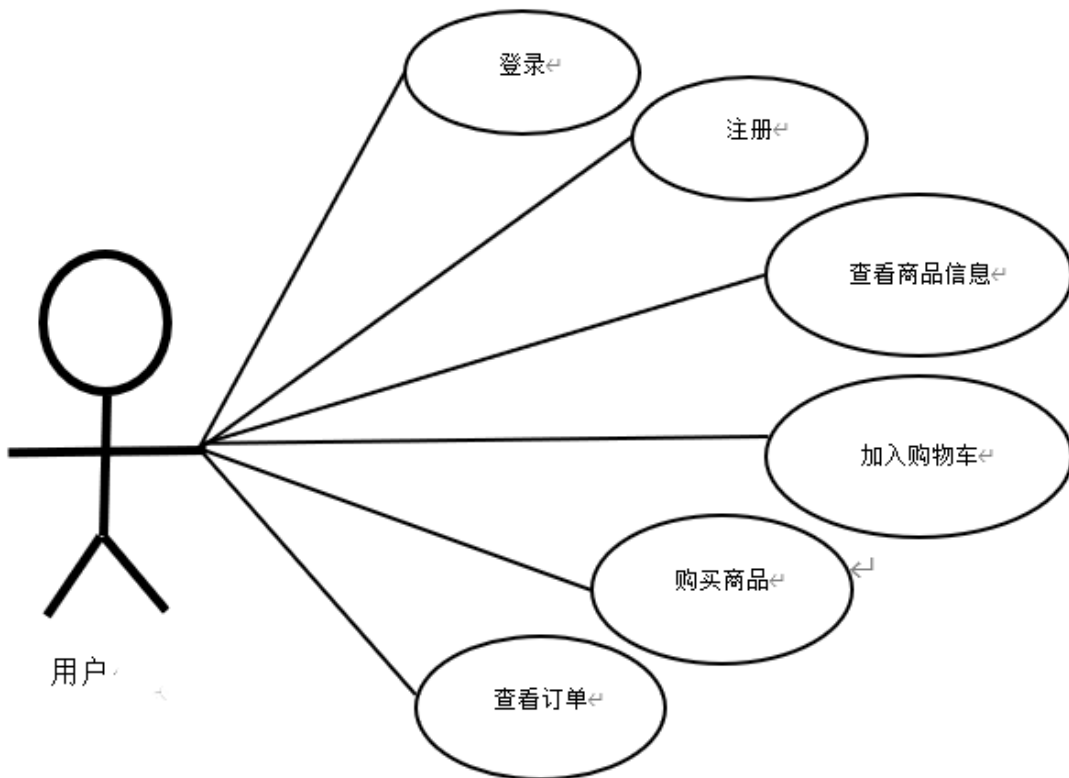 登录
注册
查看商品信息
加入购物车
购买商品
查看订单
用户